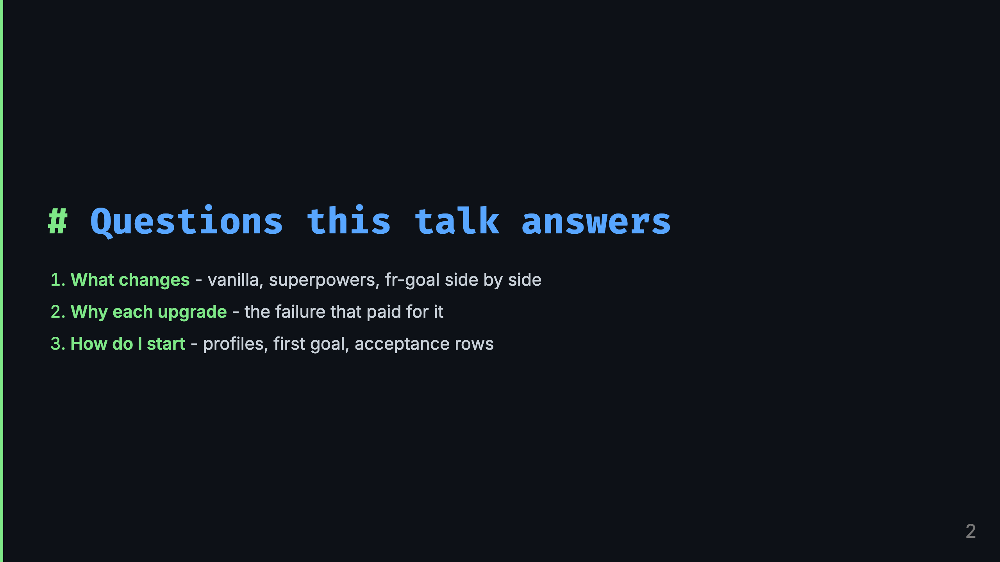 # Questions this talk answers
1. What changes - vanilla, superpowers, fr-goal side by side
2. Why each upgrade - the failure that paid for it
3. How do I start - profiles, first goal, acceptance rows
2